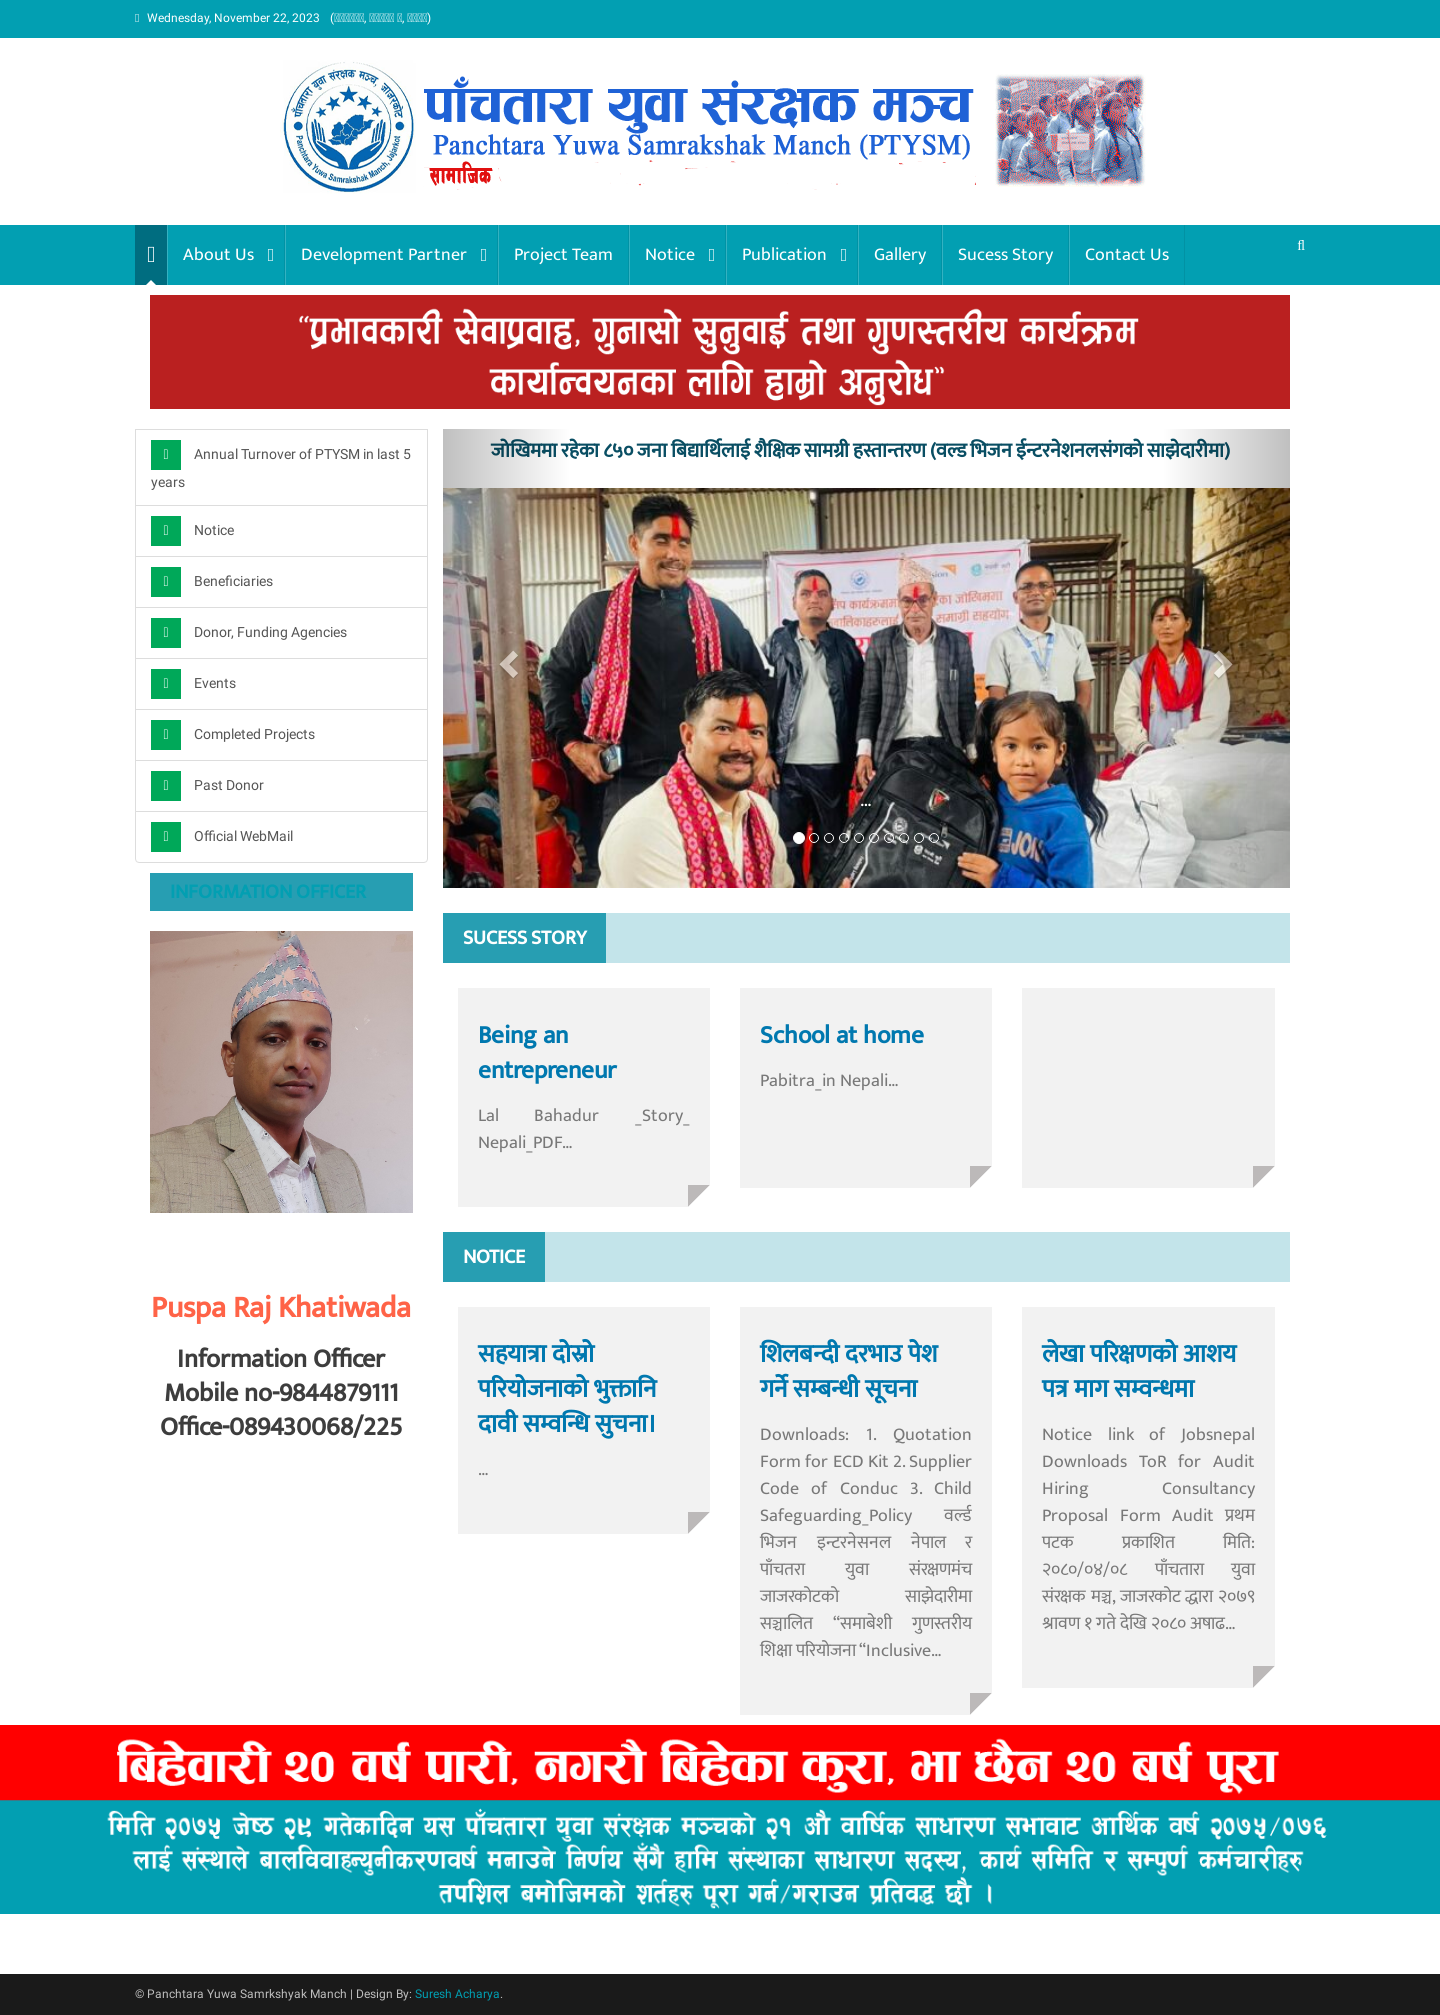 Wednesday, November 22, 2023
पाँचतारा युवा संरक्षक मञ्च, जाजरकोट
Panchtara Yuwa Samrakshak Manch, Jajarkot
पाँचतारा युवा संरक्षक मञ्च
Panchtara Yuwa Samrakshak Manch (PTYSM)
सामाजिक
About Us Development Partner Project Team Notice Publication Gallery Sucess Story Contact Us
“प्रभावकारी सेवाप्रवाह, गुनासो सुनुवाई तथा गुणस्तरीय कार्यक्रम
कार्यान्वयनका लागि हाम्रो अनुरोध”
Annual Turnover of PTYSM in last 5
years
Notice
Beneficiaries
Donor, Funding Agencies
Events
Completed Projects
Past Donor
Official WebMail
INFORMATION OFFICER
Puspa Raj Khatiwada
Information Officer
Mobile no-9844879111
Office-089430068/225
जोखिममा रहेका ८५० जना बिद्यार्थिलाई शैक्षिक सामग्री हस्तान्तरण (वल्ड भिजन ईन्टरनेशनलसंगको साझेदारीमा)
...
SUCESS STORY
Being an
entrepreneur
Lal Bahadur _Story_
Nepali_PDF...
School at home
Pabitra_in Nepali...
NOTICE
सहयात्रा दोस्रो
परियोजनाको भुक्तानि
दावी सम्वन्धि सुचना।
...
शिलबन्दी दरभाउ पेश
गर्ने सम्बन्धी सूचना
Downloads: 1. Quotation
Form for ECD Kit 2. Supplier
Code of Conduc 3. Child
Safeguarding_Policy वर्ल्ड
भिजन इन्टरनेसनल नेपाल र
पाँचतरा युवा संरक्षणमंच
जाजरकोटको साझेदारीमा
सञ्चालित “समाबेशी गुणस्तरीय
शिक्षा परियोजना “Inclusive...
लेखा परिक्षणको आशय
पत्र माग सम्वन्धमा
Notice link of Jobsnepal
Downloads ToR for Audit
Hiring Consultancy
Proposal Form Audit प्रथम
पटक प्रकाशित मिति:
२०८०/०४/०८ पाँचतारा युवा
संरक्षक मञ्च, जाजरकोट द्धारा २०७९
श्रावण १ गते देखि २०८० अषाढ...
बिहेवारी २० वर्ष पारी, नगरौ बिहेका कुरा, भा छैन २० बर्ष पूरा
मिति २०७५ जेष्ठ २९ गतेकादिन यस पाँचतारा युवा संरक्षक मञ्चको २१ औ वार्षिक साधारण सभावाट आर्थिक वर्ष २०७५/०७६
लाई संस्थाले बालविवाहन्युनीकरणवर्ष मनाउने निर्णय सँगै हामि संस्थाका साधारण सदस्य, कार्य समिति र सम्पुर्ण कर्मचारीहरु
तपशिल बमोजिमको शर्तहरु पूरा गर्न/गराउन प्रतिवद्ध छौ ।
© Panchtara Yuwa Samrkshyak Manch | Design By: Suresh Acharya.